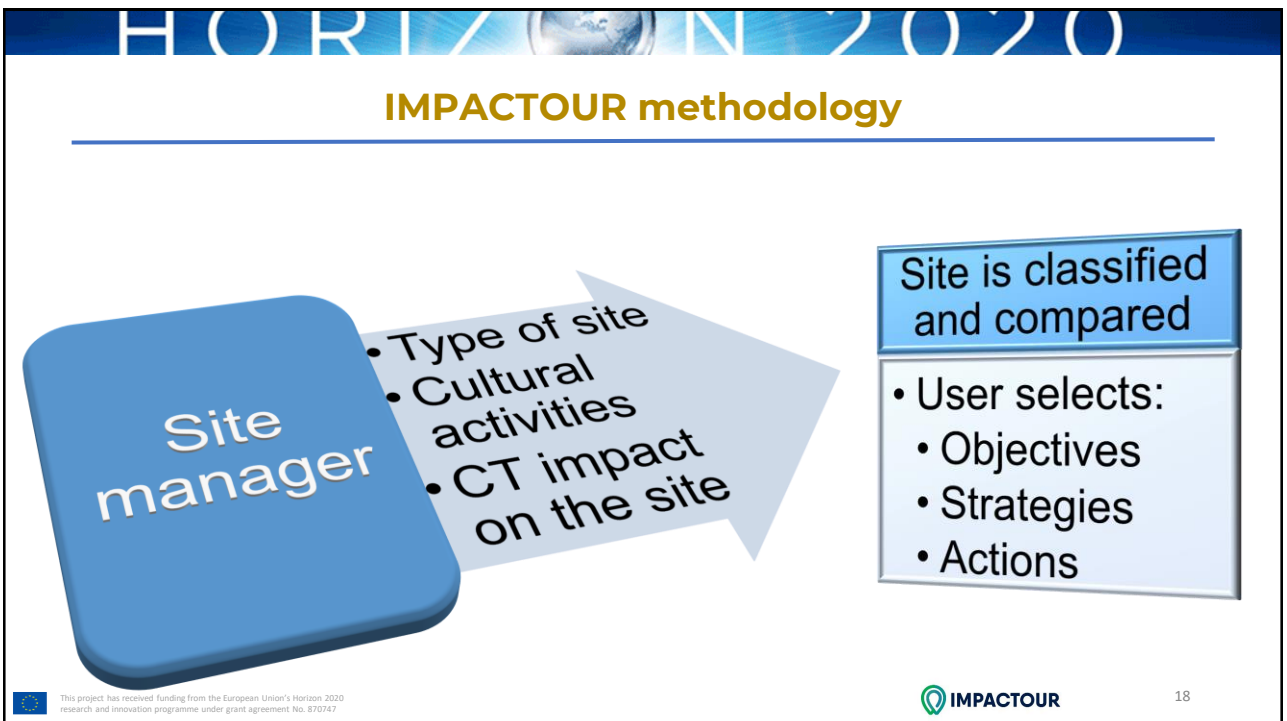 HORIZON 2020
IMPACTOUR methodology
Site
manager
• Type of site
• Cultural
activities
• CT impact
on the site
Site is classified
and compared
• User selects:
• Objectives
• Strategies
• Actions
This project has received funding from the European Union's Horizon 2020
research and innovation programme under grant agreement No. 870747
IMPACTOUR
18